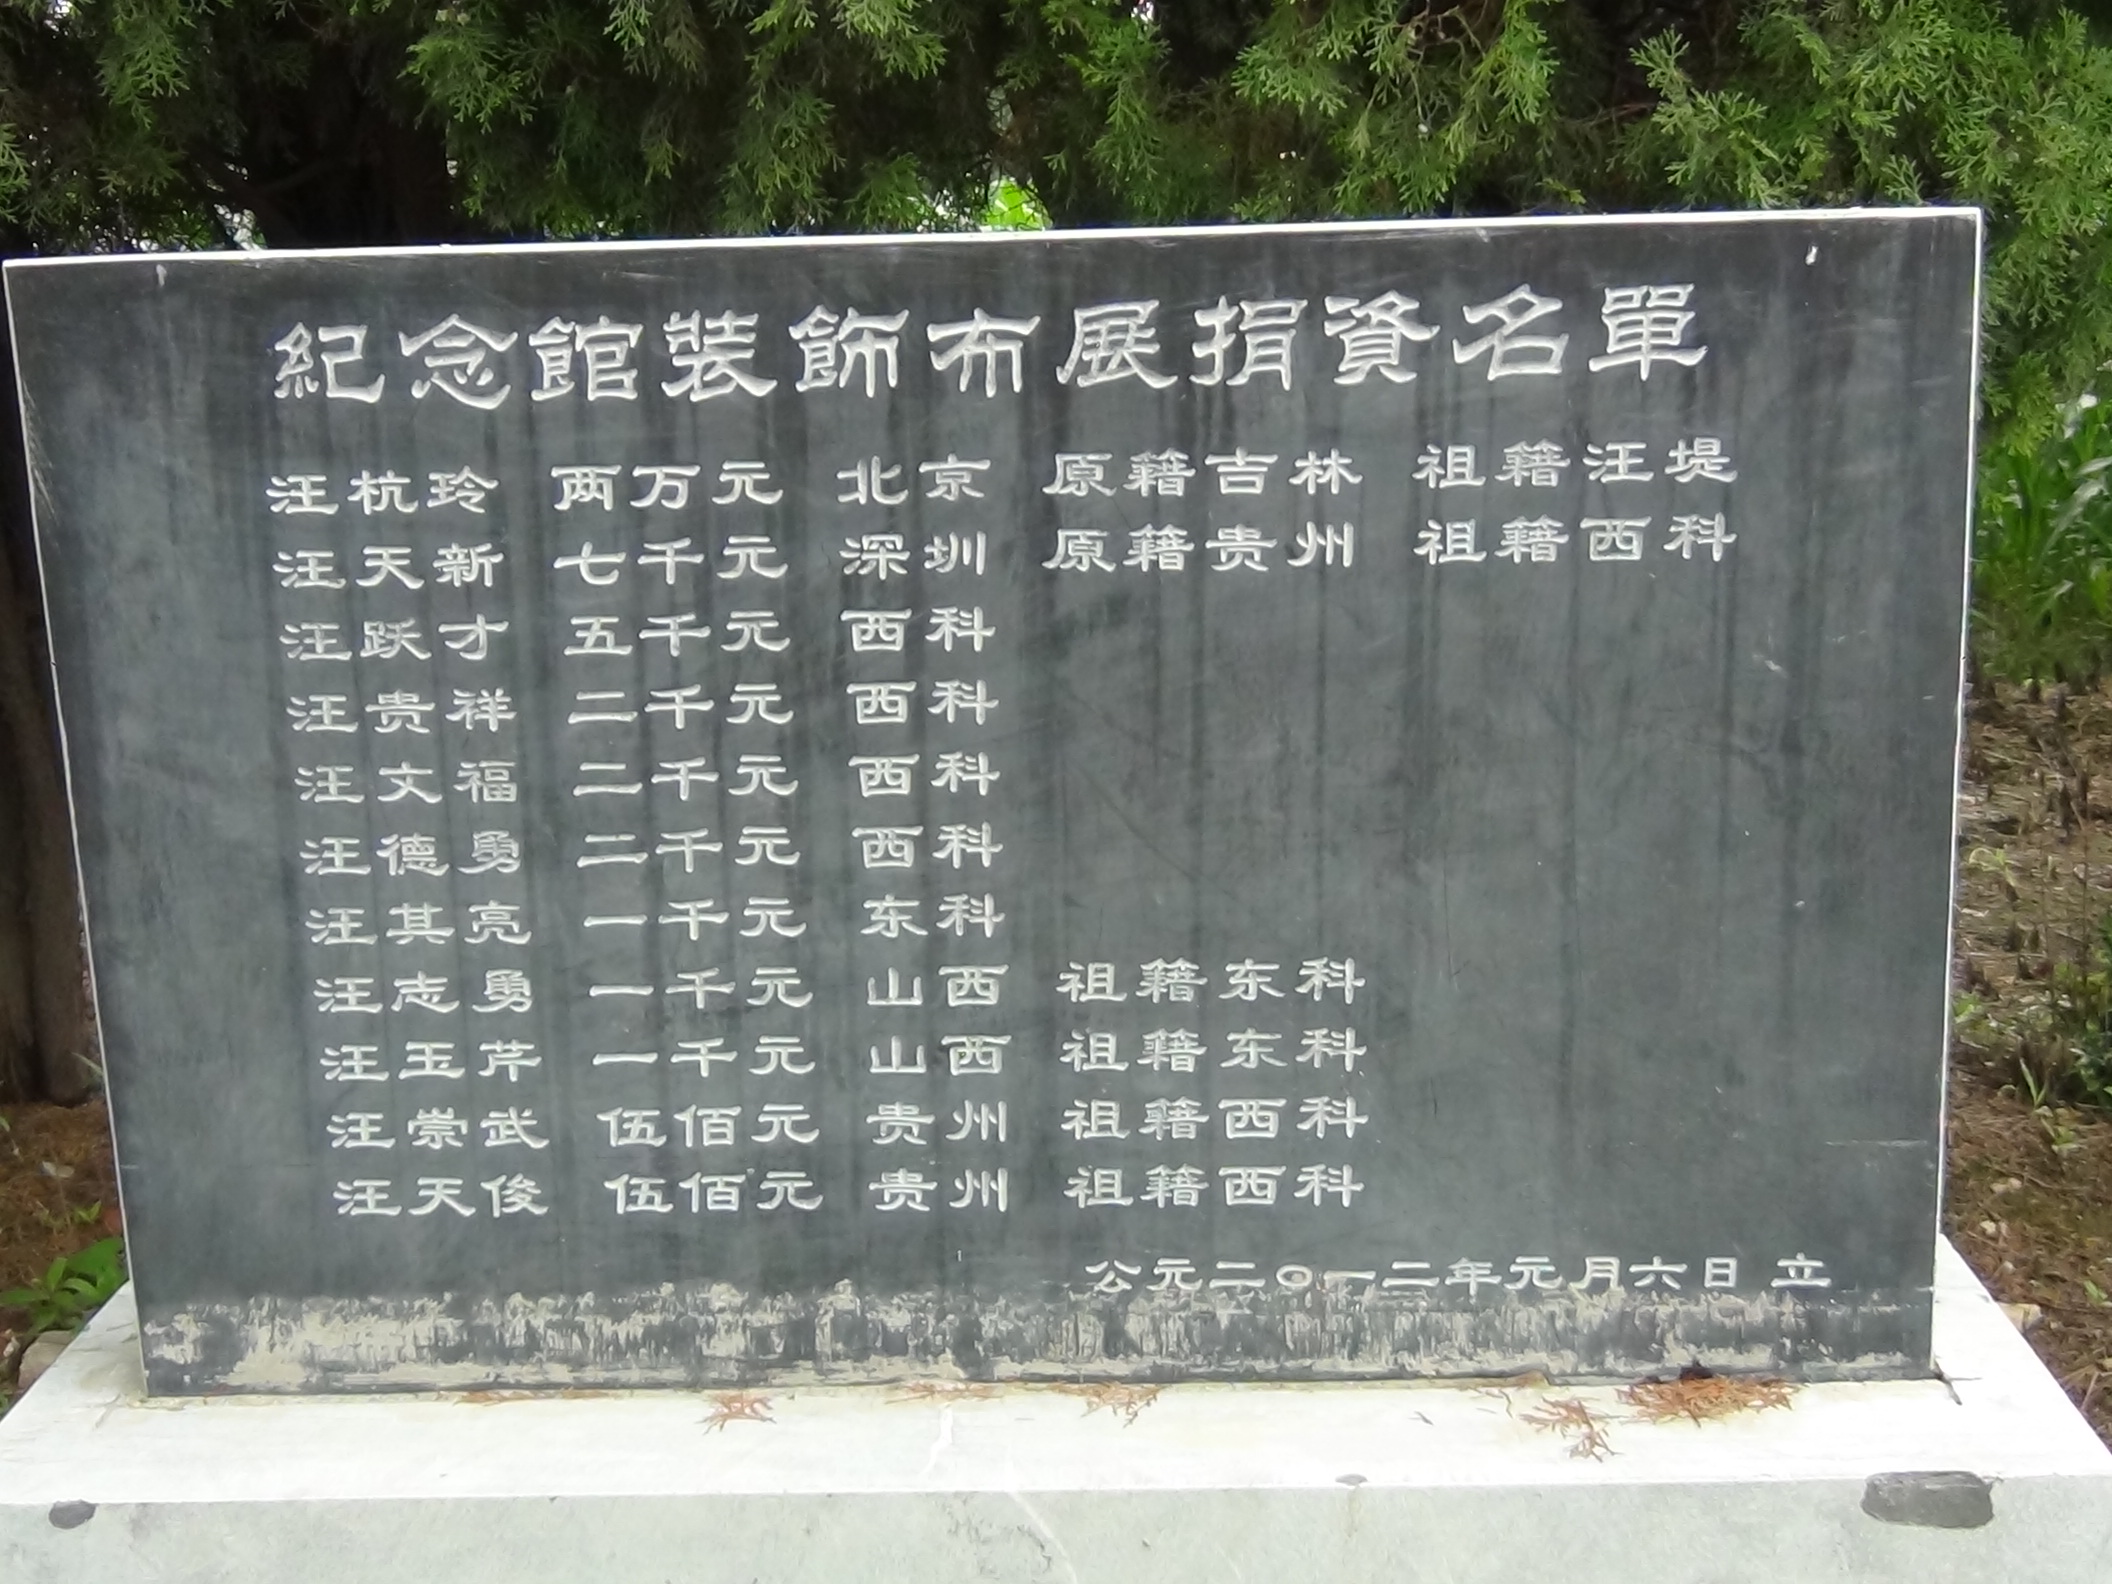 紀念館装飾布展捐資名單
汪杭玲 两万元 北京 原籍吉林 祖籍汪堤
汪天新 七千元 深圳 原籍贵州 祖籍西科
汪跃才 五千元 西科
汪贵祥 二千元 西科
汪文福 二千元 西科
汪德勇 二千元 西科
汪其亮 一千元 东科
汪志勇 一千元 山西 祖籍东科
汪玉芹 一千元 山西 祖籍东科
汪崇武 伍佰元 贵州 祖籍西科
汪天俊 伍佰元 贵州 祖籍西科
公元二〇一二年元月六日 立